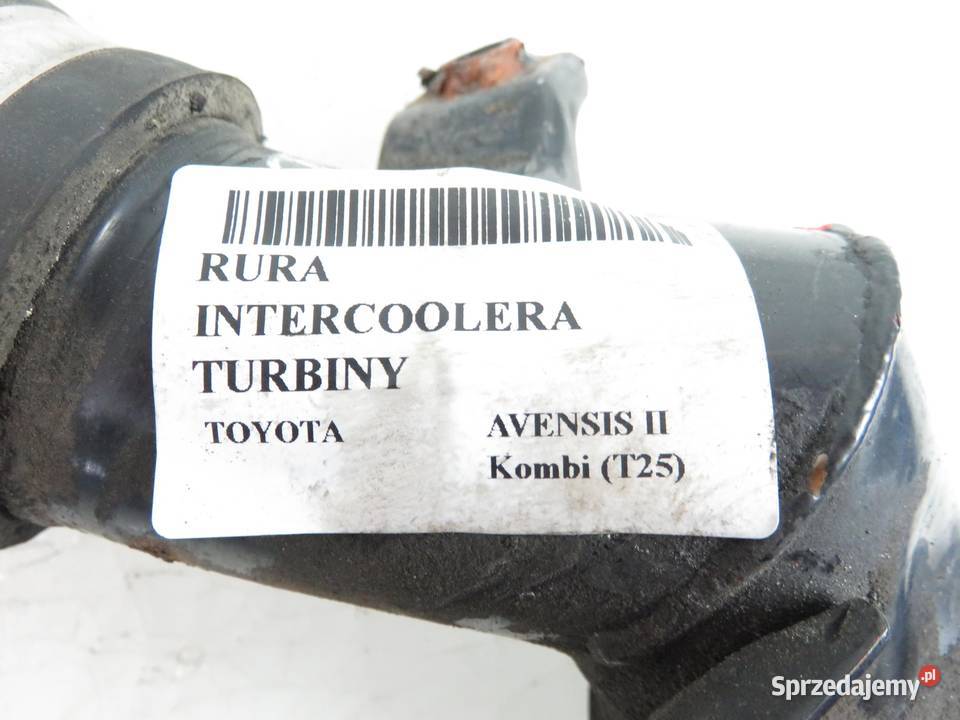 RURA
INTERCOOLERA
TURBINY
TOYOTA
AVENSIS II
Kombi (T25)
Sprzedajemy.pl